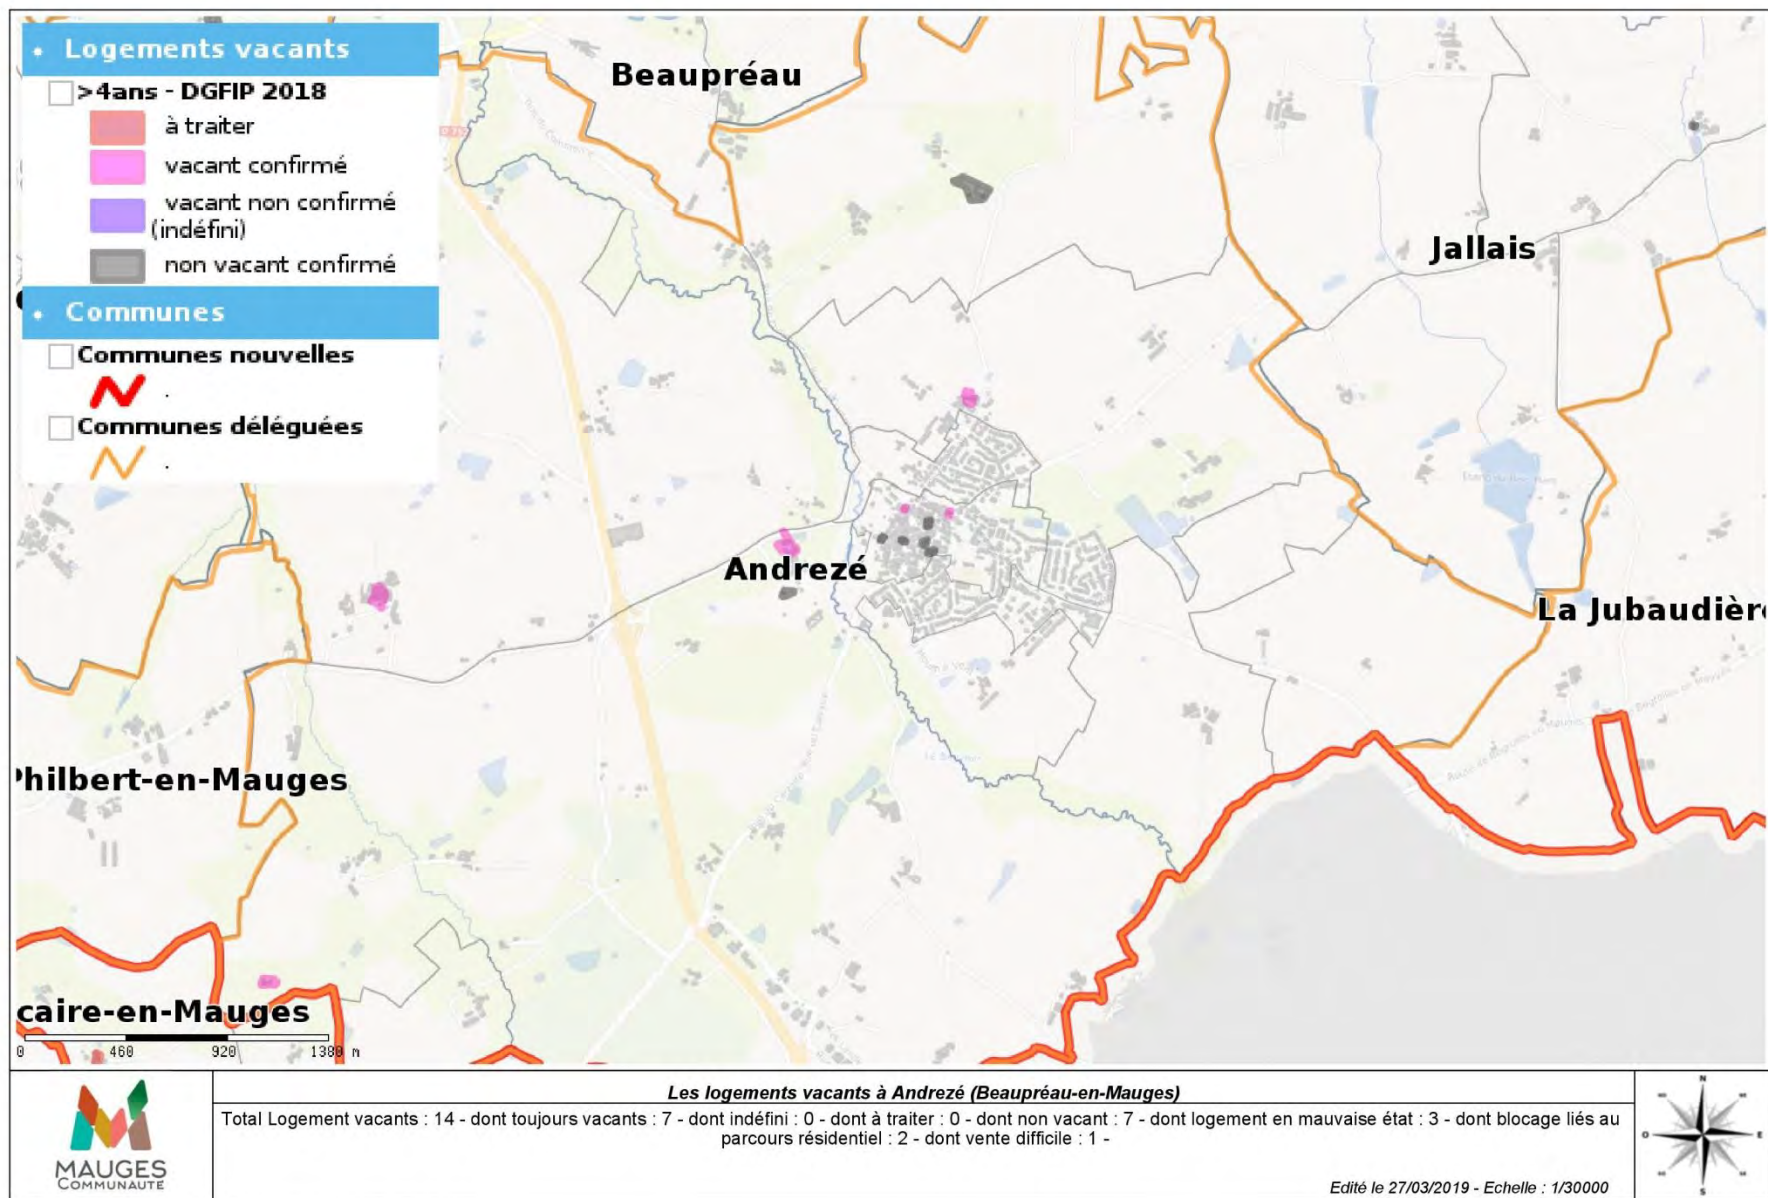 Logements vacants
>4ans - DGFIP 2018
à traiter
vacant confirmé
vacant non confirmé
(indéfini)
non vacant confirmé
Communes
Communes nouvelles
.
Communes déléguées
.
Beaupréau
Jallais
Andrezé
La Jubaudière
Philbert-en-Mauges
caire-en-Mauges
0 460 920 1380 m
MAUGES
COMMUNAUTÉ
Les logements vacants à Andrezé (Beaupréau-en-Mauges)
Total Logement vacants : 14 - dont toujours vacants : 7 - dont indéfini : 0 - dont à traiter : 0 - dont non vacant : 7 - dont logement en mauvaise état : 3 - dont blocage liés au
parcours résidentiel : 2 - dont vente difficile : 1 -
Edité le 27/03/2019 - Echelle : 1/30000
N
O
E
S